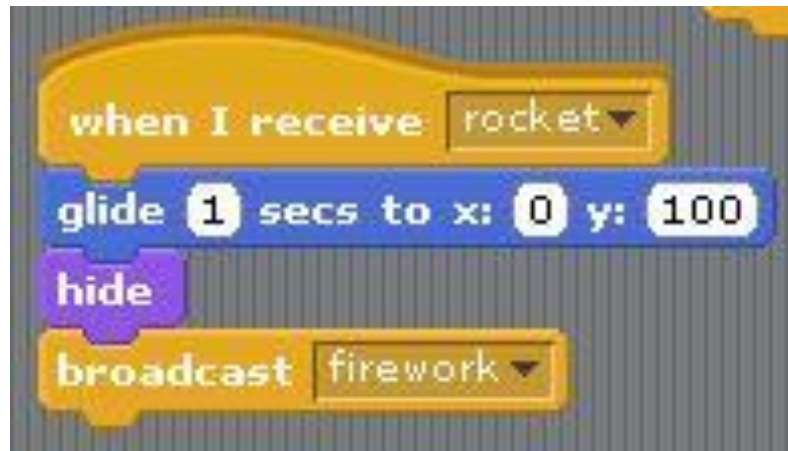 when I receive rocket
glide 1 secs to x: 0 y: 100
hide
broadcast firework